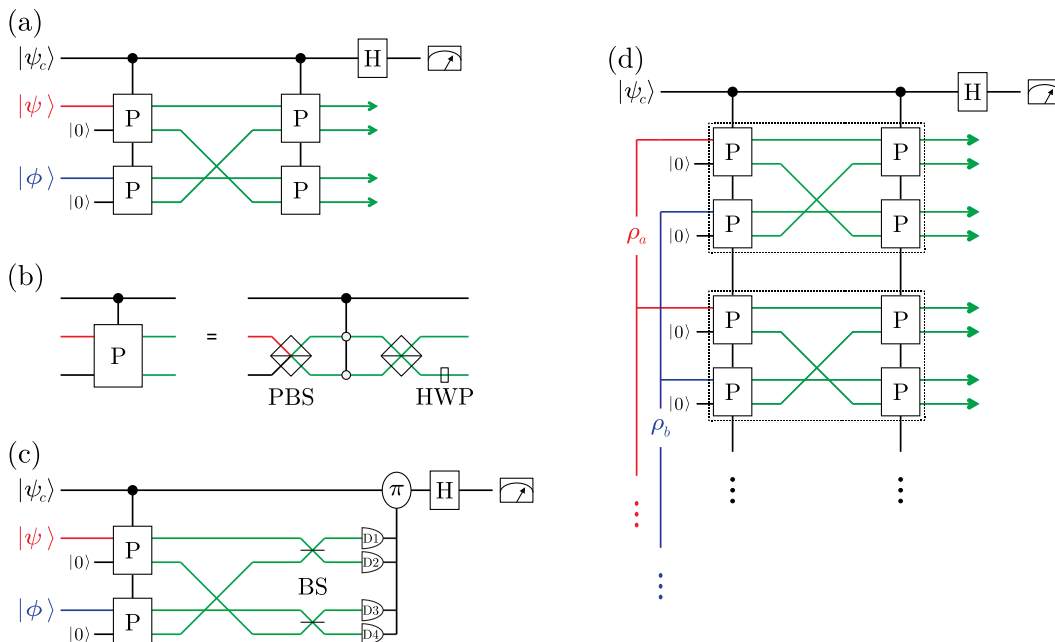 (a)
|ψc⟩ H
|ψ⟩ P P
|0⟩
|ϕ⟩ P P
|0⟩
(b)
P = PBS HWP
(c)
|ψc⟩ π H
|ψ⟩ P D1
|0⟩ D2
BS
|ϕ⟩ P D3
|0⟩ D4
(d)
|ψc⟩ H
P P
|0⟩
P P
ρa |0⟩
P P
|0⟩
P P
|0⟩
ρb